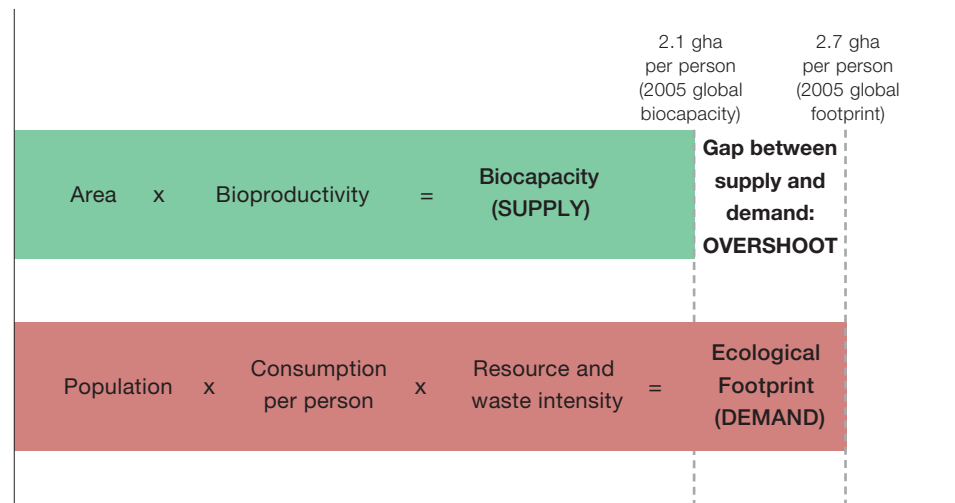 2.1 gha
per person
(2005 global
biocapacity)
2.7 gha
per person
(2005 global
footprint)
Area x Bioproductivity = Biocapacity
(SUPPLY)
Gap between
supply and
demand:
OVERSHOOT
Population x Consumption
per person x Resource and
waste intensity = Ecological
Footprint
(DEMAND)